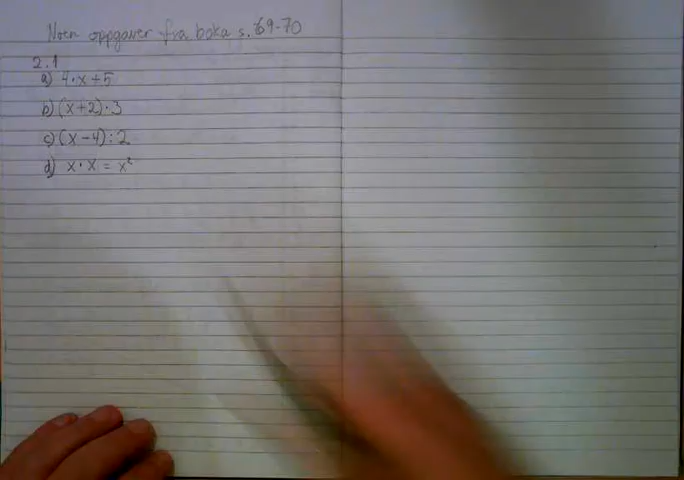 Noen oppgaver fra boka s. 69-70
2.1
a) 4·x+5
b) (x+2)·3
c) (x-4):2
d) x·x = x²